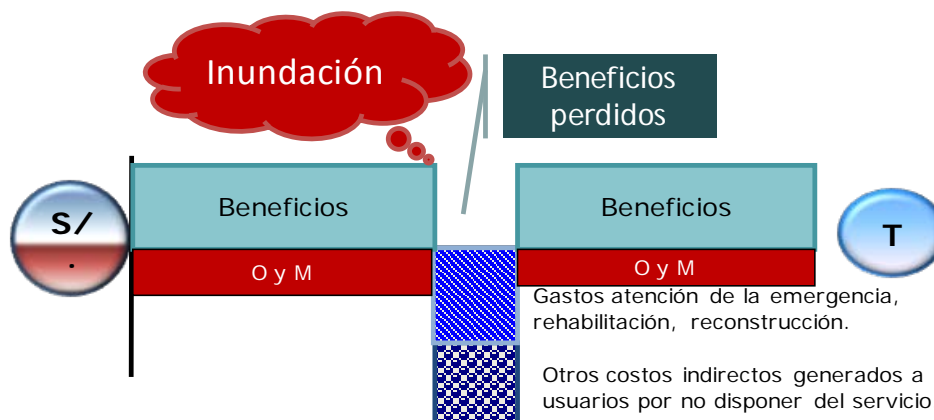 Inundación
Beneficios
perdidos
Beneficios
Beneficios
S/
.
T
O y M
O y M
Gastos atención de la emergencia,
rehabilitación, reconstrucción.
Otros costos indirectos generados a
usuarios por no disponer del servicio